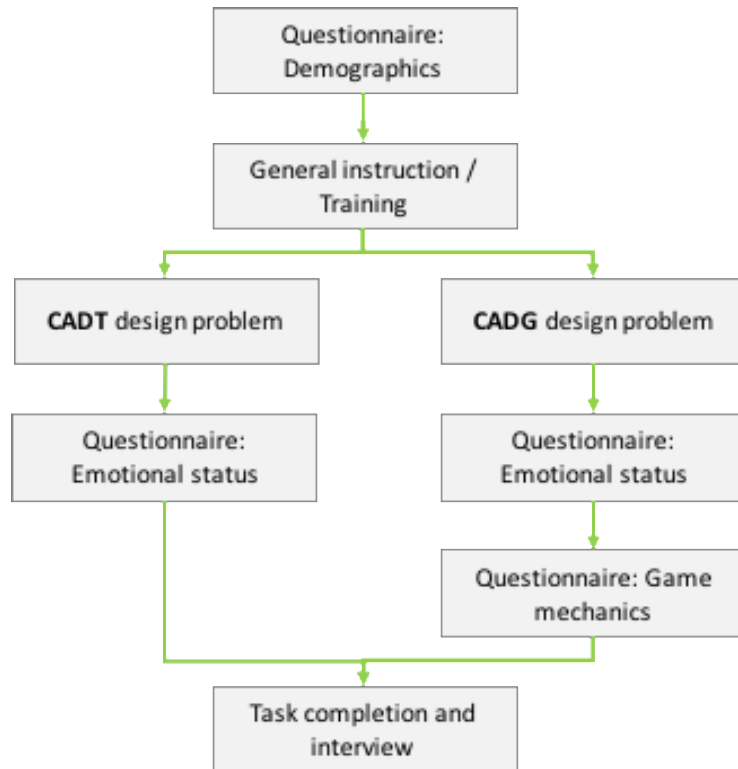 Questionnaire:
Demographics
General instruction /
Training
CADT design problem
CADG design problem
Questionnaire:
Emotional status
Questionnaire:
Emotional status
Questionnaire: Game
mechanics
Task completion and
interview